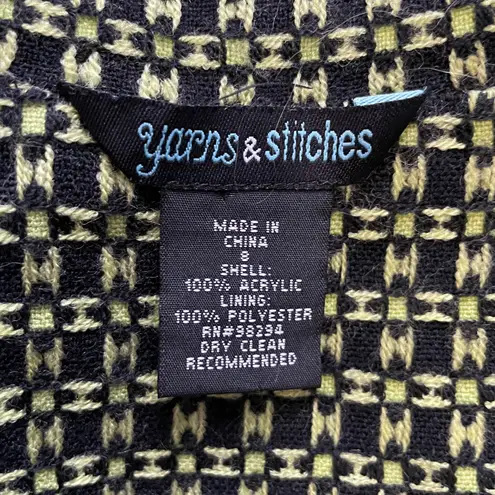 yarns & stitches
MADE IN
CHINA
8
SHELL:
100% ACRYLIC
LINING:
100% POLYESTER
RN#98294
DRY CLEAN
RECOMMENDED